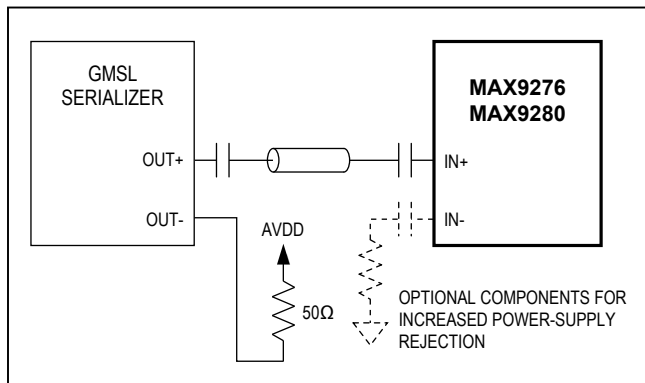 GMSL
SERIALIZER
OUT+
OUT-
AVDD
50Ω
MAX9276
MAX9280
IN+
IN-
OPTIONAL COMPONENTS FOR
INCREASED POWER-SUPPLY
REJECTION